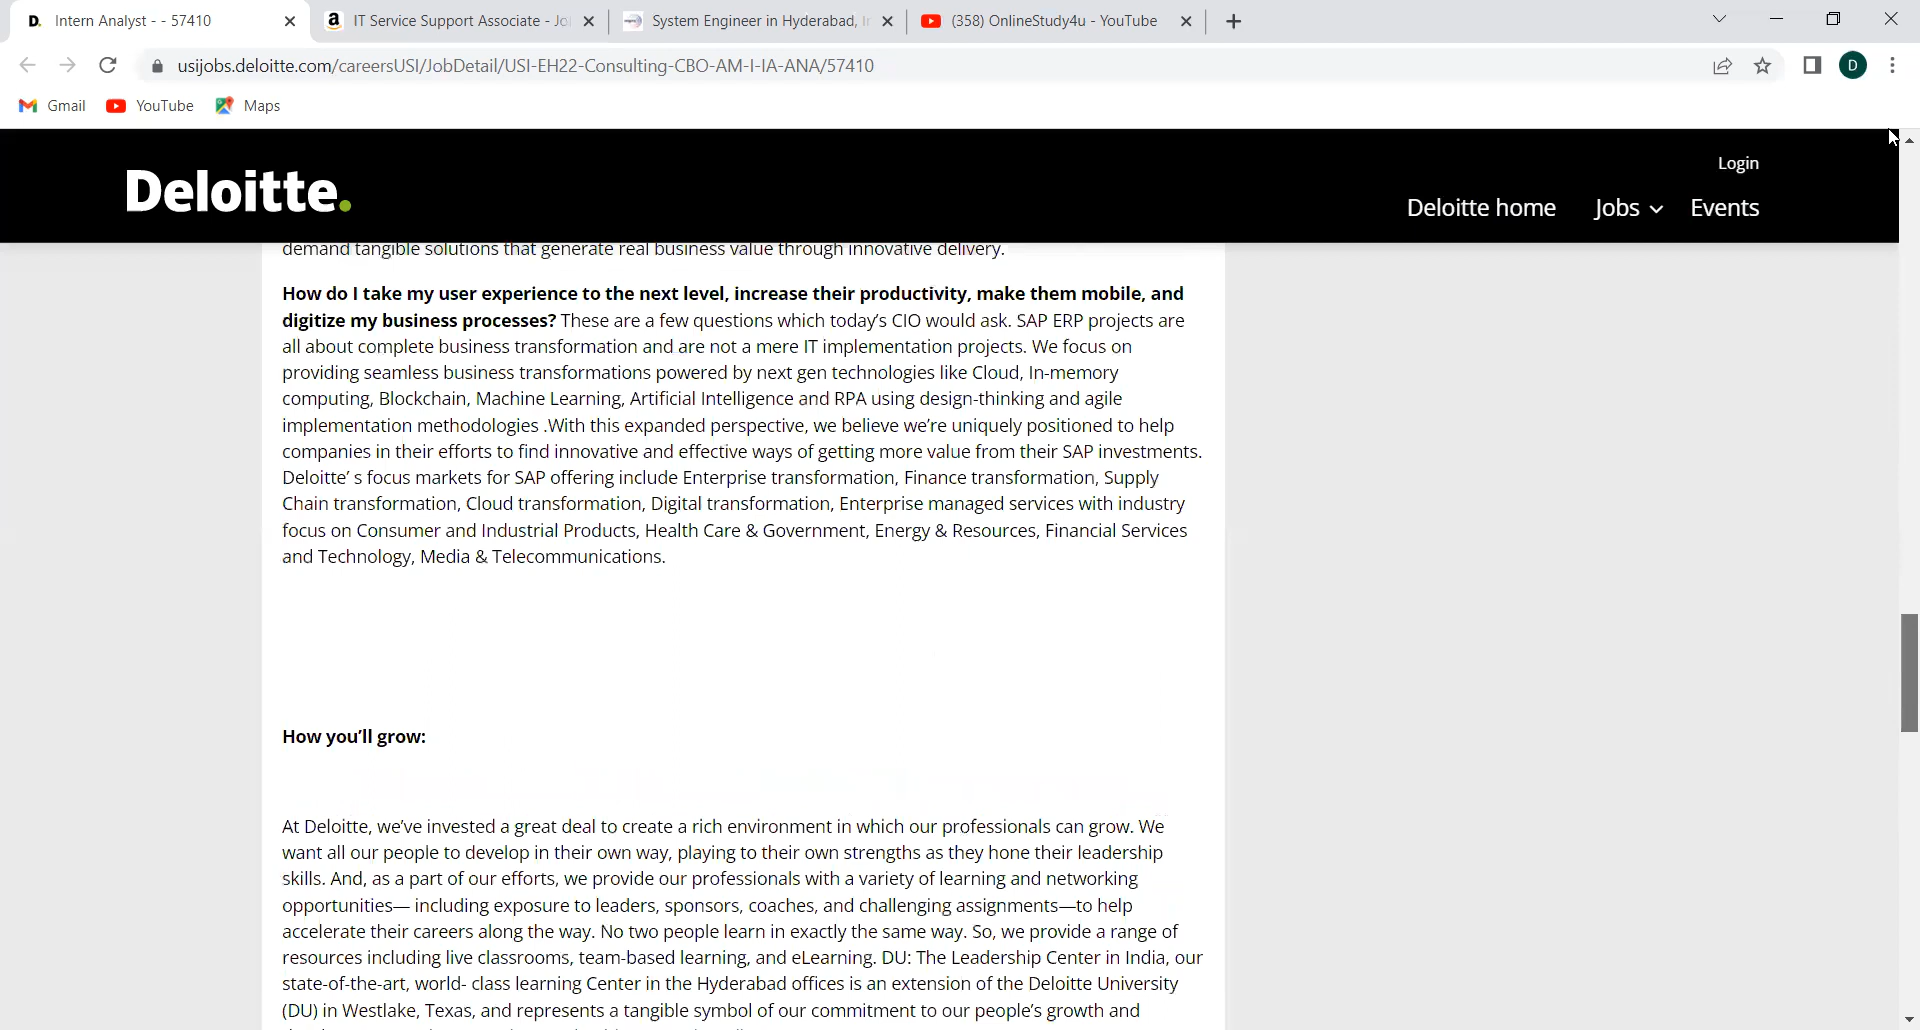 D. Intern Analyst - - 57410
a IT Service Support Associate - Jo
System Engineer in Hyderabad, In
(358) OnlineStudy4u - YouTube
usijobs.deloitte.com/careersUSI/JobDetail/USI-EH22-Consulting-CBO-AM-I-IA-ANA/57410
D
Gmail YouTube Maps
Login
Deloitte.
Deloitte home Jobs Events
demand tangible solutions that generate real business value through innovative delivery.
How do I take my user experience to the next level, increase their productivity, make them mobile, and
digitize my business processes? These are a few questions which today's CIO would ask. SAP ERP projects are
all about complete business transformation and are not a mere IT implementation projects. We focus on
providing seamless business transformations powered by next gen technologies like Cloud, In-memory
computing, Blockchain, Machine Learning, Artificial Intelligence and RPA using design-thinking and agile
implementation methodologies .With this expanded perspective, we believe we're uniquely positioned to help
companies in their efforts to find innovative and effective ways of getting more value from their SAP investments.
Deloitte' s focus markets for SAP offering include Enterprise transformation, Finance transformation, Supply
Chain transformation, Cloud transformation, Digital transformation, Enterprise managed services with industry
focus on Consumer and Industrial Products, Health Care & Government, Energy & Resources, Financial Services
and Technology, Media & Telecommunications.
How you'll grow:
At Deloitte, we've invested a great deal to create a rich environment in which our professionals can grow. We
want all our people to develop in their own way, playing to their own strengths as they hone their leadership
skills. And, as a part of our efforts, we provide our professionals with a variety of learning and networking
opportunities— including exposure to leaders, sponsors, coaches, and challenging assignments—to help
accelerate their careers along the way. No two people learn in exactly the same way. So, we provide a range of
resources including live classrooms, team-based learning, and eLearning. DU: The Leadership Center in India, our
state-of-the-art, world- class learning Center in the Hyderabad offices is an extension of the Deloitte University
(DU) in Westlake, Texas, and represents a tangible symbol of our commitment to our people's growth and